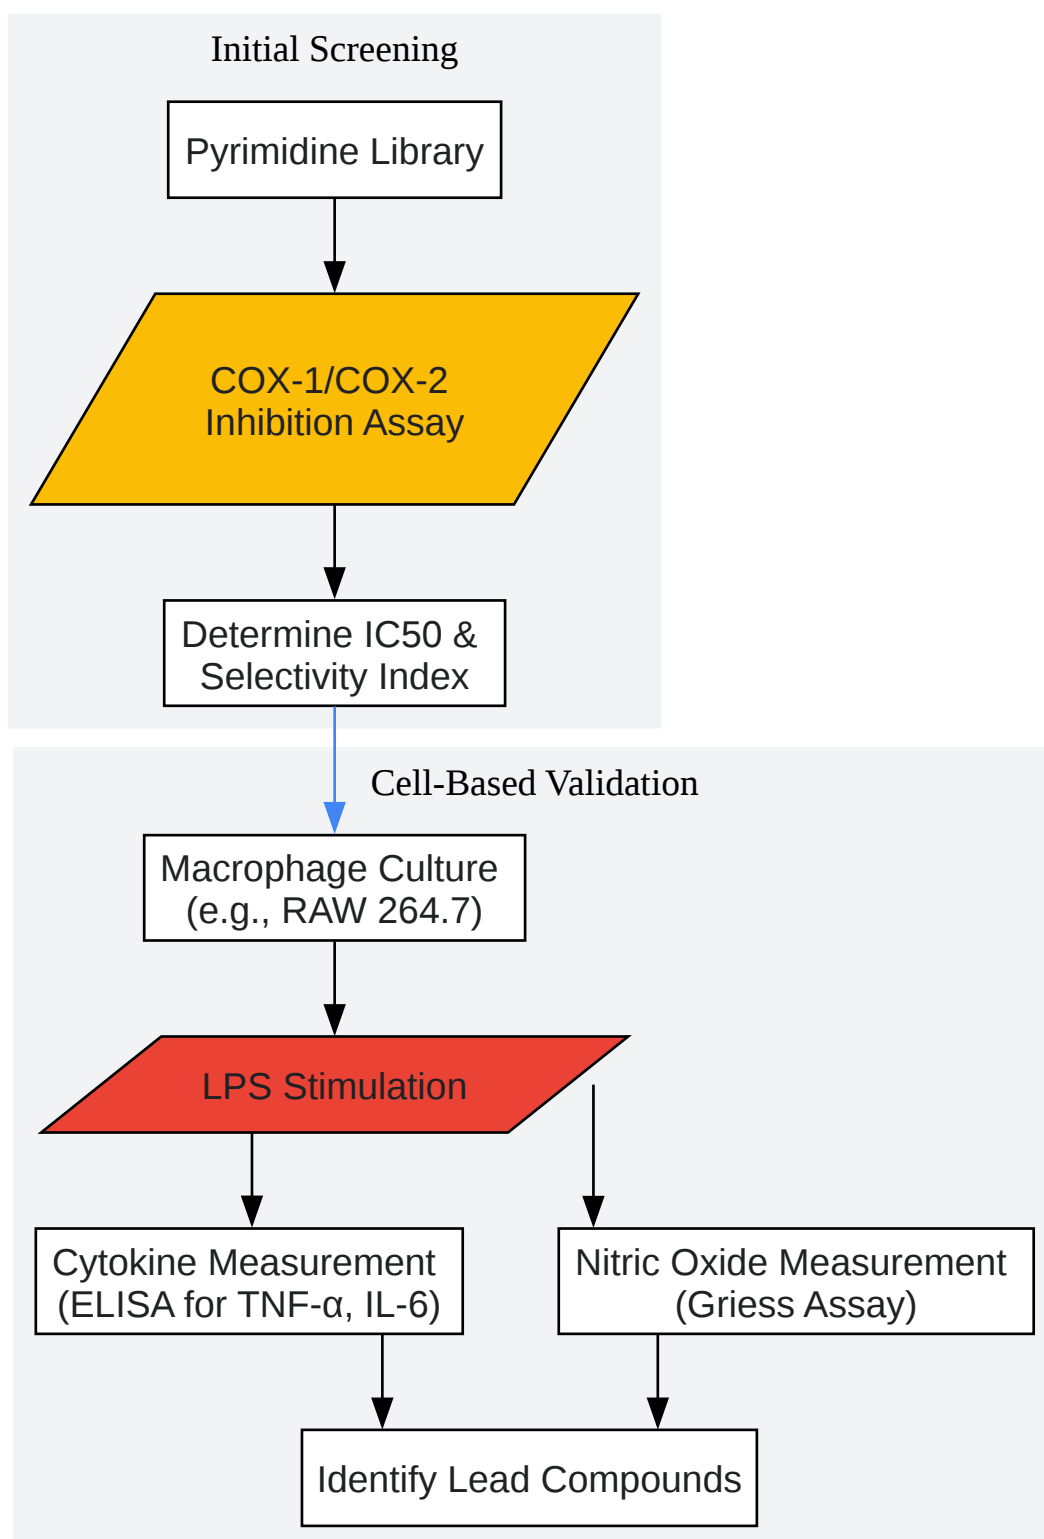 Initial Screening
Pyrimidine Library
COX-1/COX-2
Inhibition Assay
Determine IC50 &
Selectivity Index
Cell-Based Validation
Macrophage Culture
(e.g., RAW 264.7)
LPS Stimulation
Cytokine Measurement
(ELISA for TNF-α, IL-6)
Nitric Oxide Measurement
(Griess Assay)
Identify Lead Compounds